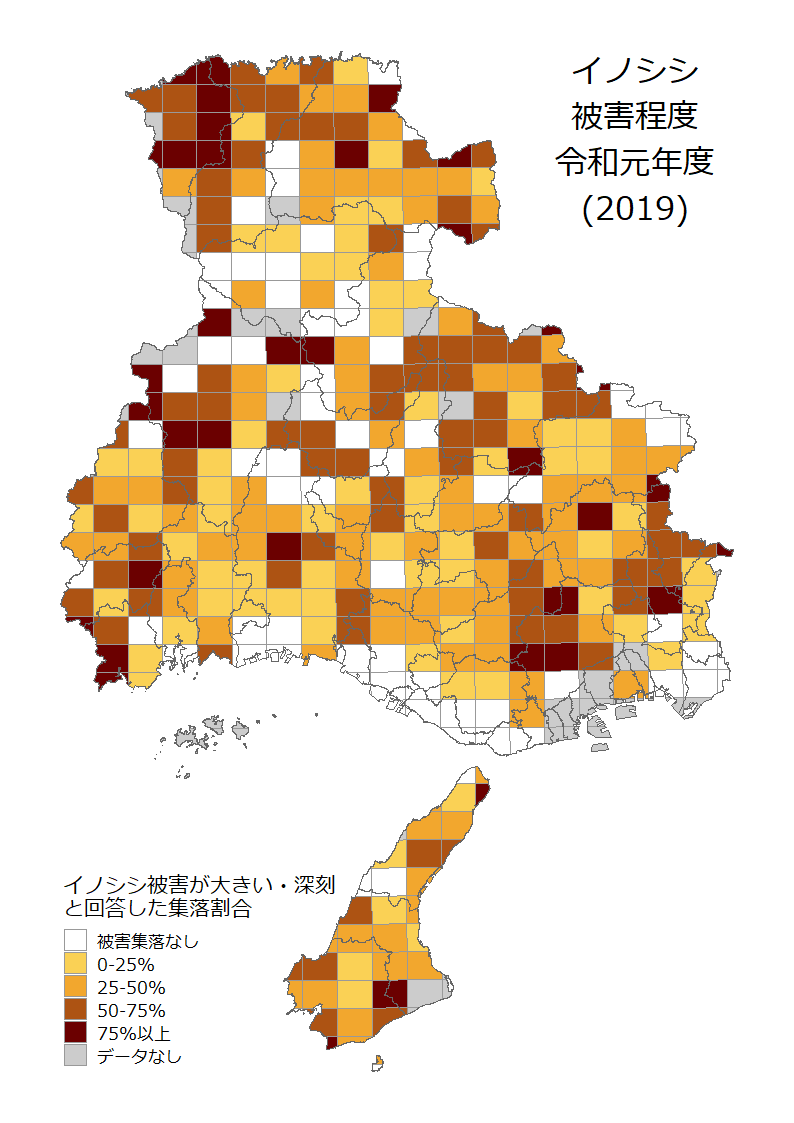 イノシシ
被害程度
令和元年度
(2019)
イノシシ被害が大きい・深刻
と回答した集落割合
被害集落なし
0-25%
25-50%
50-75%
75%以上
データなし